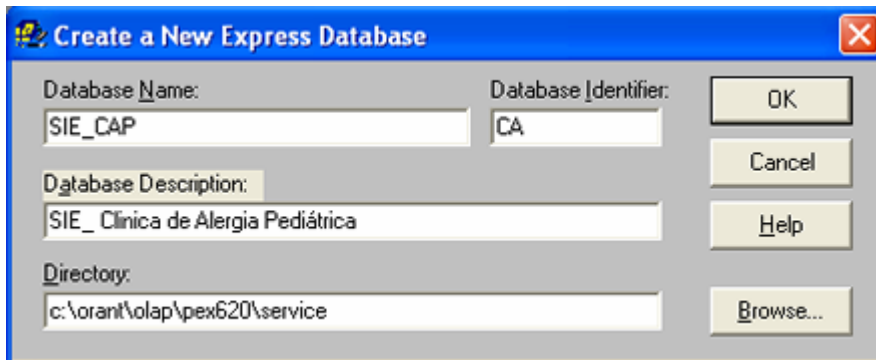 Create a New Express Database
Database Name:
Database Identifier:
OK
SIE_CAP
CA
Cancel
Database Description:
SIE_ Clinica de Alergia Pediátrica
Help
Directory:
c:\orant\olap\pex620\service
Browse...